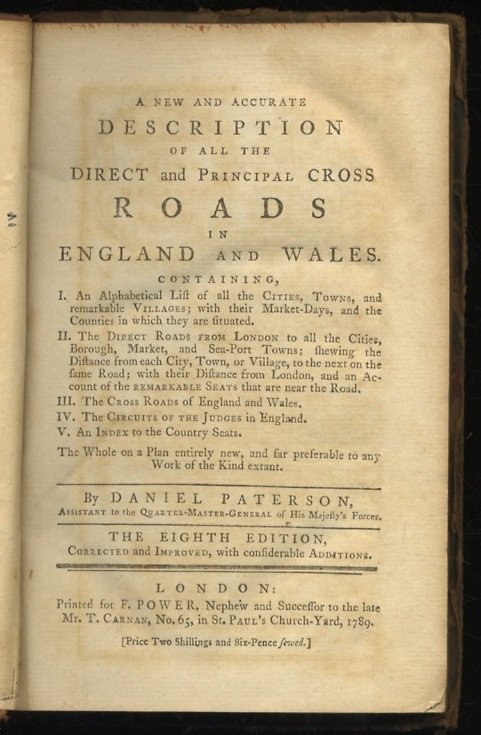 A NEW AND ACCURATE
DESCRIPTION
OF ALL THE
DIRECT and PRINCIPAL CROSS
ROADS
IN
ENGLAND AND WALES.
CONTAINING,
I. An Alphabetical Liſt of all the CITIES, TOWNS, and
remarkable VILLAGES; with their Market-Days, and the
Counties in which they are ſituated.
II. The DIRECT ROADS FROM LONDON to all the Cities,
Borough, Market, and Sea-Port Towns; ſhewing the
Diſtance from each City, Town, or Village, to the next on the
ſame Road; with their Diſtance from London, and an Ac-
count of the REMARKABLE SEATS that are near the Road.
III. The CROSS ROADS of England and Wales.
IV. The CIRCUITS OF THE JUDGES in England.
V. An INDEX to the Country Seats.
The Whole on a Plan entirely new, and far preferable to any
Work of the Kind extant.
By DANIEL PATERSON,
ASSISTANT to the QUARTER-MASTER-GENERAL of His Majeſty's Forces.
THE EIGHTH EDITION,
CORRECTED and IMPROVED, with conſiderable ADDITIONS.
LONDON:
Printed for F. POWER, Nephew and Succeſſor to the late
Mr. T. CARNAN, No. 65, in St. PAUL's Church-Yard, 1789.
[Price Two Shillings and Six-Pence ſewed.]